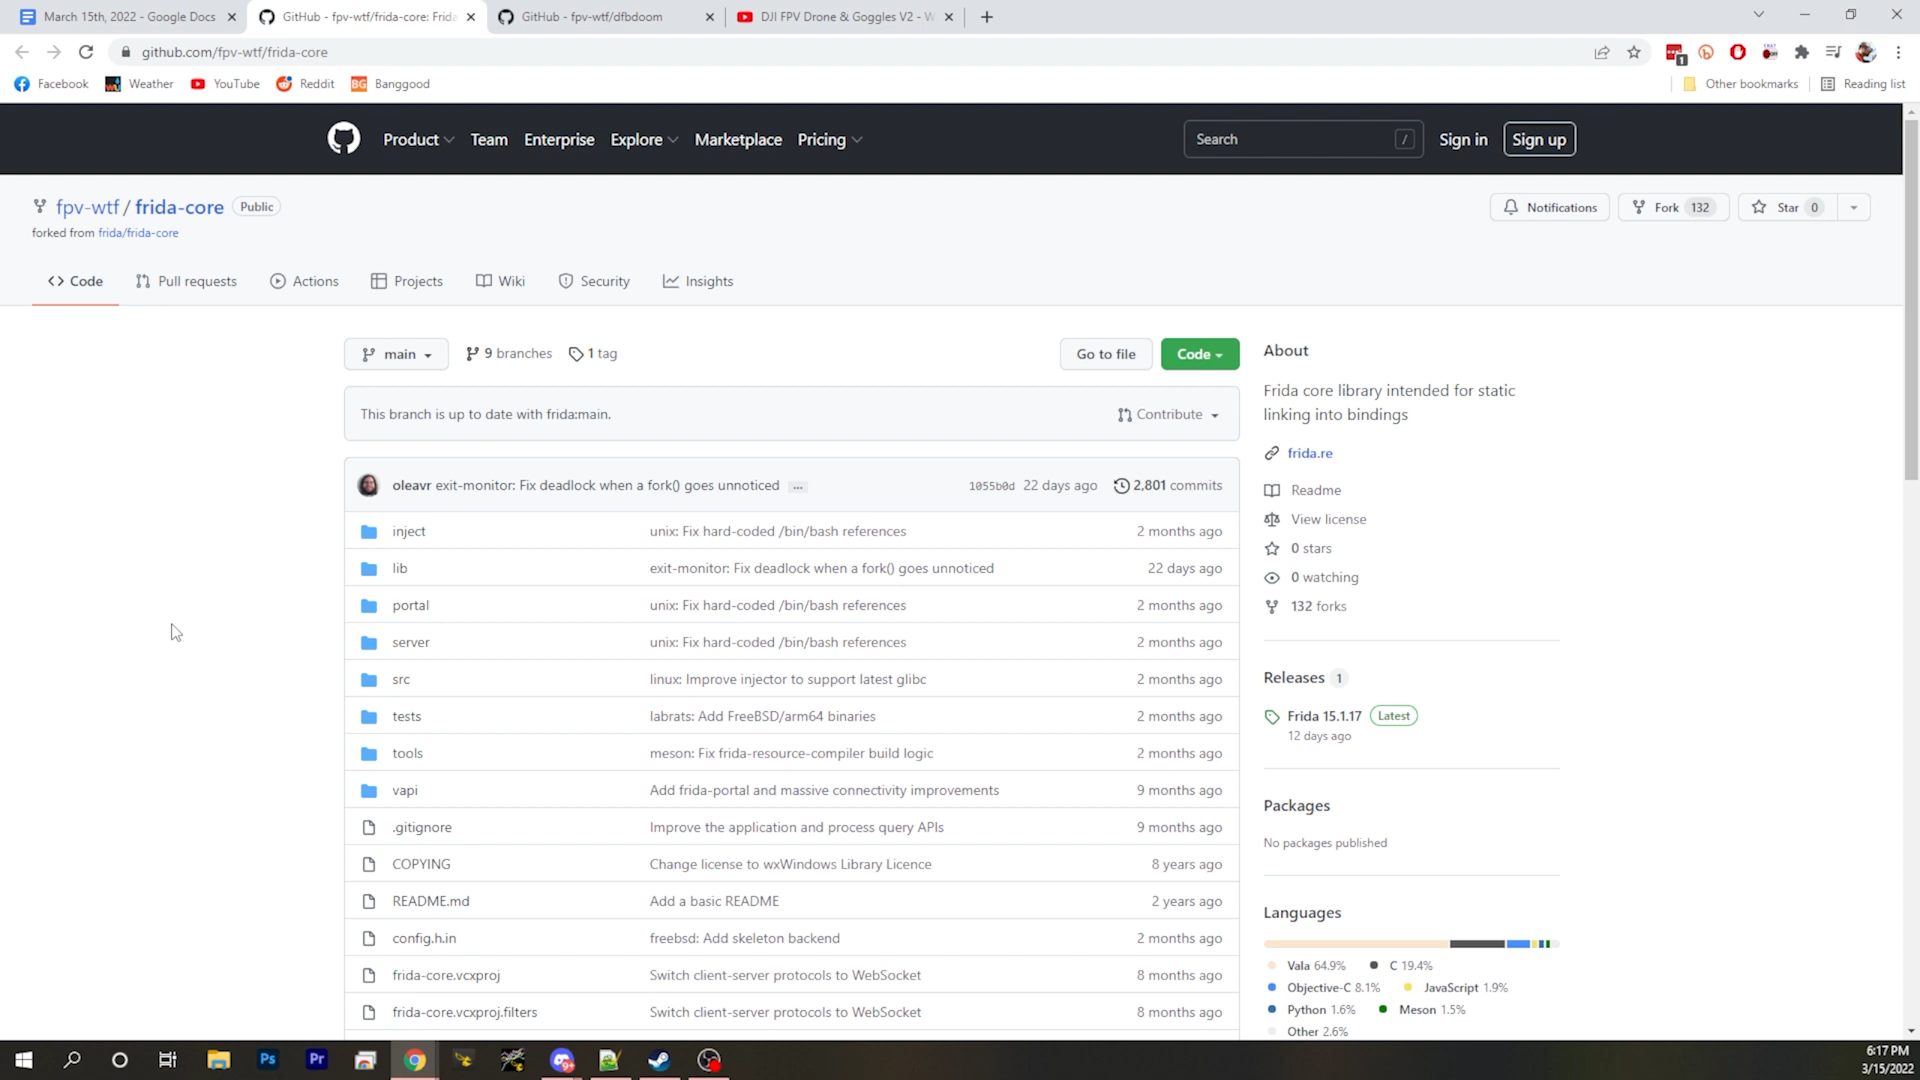 March 15th, 2022 - Google Docs
GitHub - fpv-wtf/frida-core: Frida
GitHub - fpv-wtf/dfbdoom
DJI FPV Drone & Goggles V2 - W
github.com/fpv-wtf/frida-core
1
Facebook
Weather
YouTube
Reddit
BG Banggood
Other bookmarks
Reading list
Product
Team
Enterprise
Explore
Marketplace
Pricing
Search /
Sign in
Sign up
fpv-wtf / frida-core Public
forked from frida/frida-core
Notifications
Fork 132
Star 0
Code
Pull requests
Actions
Projects
Wiki
Security
Insights
main
9 branches
1 tag
Go to file
Code
This branch is up to date with frida:main.
Contribute
oleavr exit-monitor: Fix deadlock when a fork() goes unnoticed ... 1055b0d 22 days ago 2,801 commits
inject unix: Fix hard-coded /bin/bash references 2 months ago
lib exit-monitor: Fix deadlock when a fork() goes unnoticed 22 days ago
portal unix: Fix hard-coded /bin/bash references 2 months ago
server unix: Fix hard-coded /bin/bash references 2 months ago
src linux: Improve injector to support latest glibc 2 months ago
tests labrats: Add FreeBSD/arm64 binaries 2 months ago
tools meson: Fix frida-resource-compiler build logic 2 months ago
vapi Add frida-portal and massive connectivity improvements 9 months ago
.gitignore Improve the application and process query APIs 9 months ago
COPYING Change license to wxWindows Library Licence 8 years ago
README.md Add a basic README 2 years ago
config.h.in freebsd: Add skeleton backend 2 months ago
frida-core.vcxproj Switch client-server protocols to WebSocket 8 months ago
frida-core.vcxproj.filters Switch client-server protocols to WebSocket 8 months ago
About
Frida core library intended for static
linking into bindings
frida.re
Readme
View license
0 stars
0 watching
132 forks
Releases 1
Frida 15.1.17 Latest
12 days ago
Packages
No packages published
Languages
Vala 64.9% C 19.4%
Objective-C 8.1% JavaScript 1.9%
Python 1.6% Meson 1.5%
Other 2.6%
Ps
Pr
6:17 PM
3/15/2022